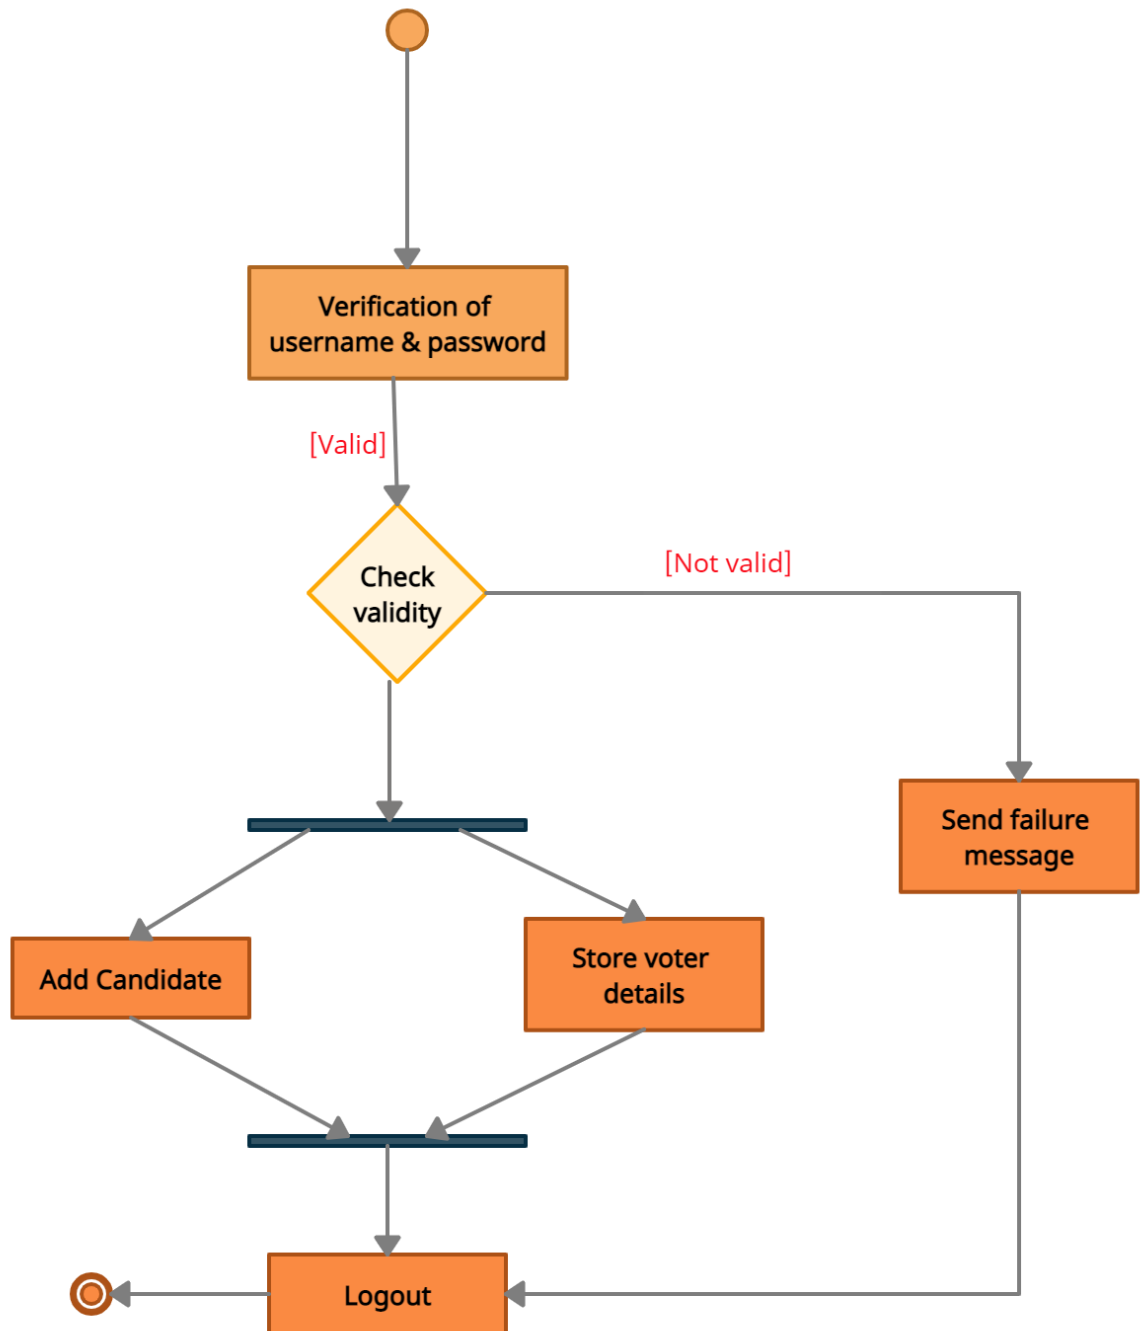 Verification of
username & password
[Valid]
Check
validity
[Not valid]
Send failure
message
Add Candidate
Store voter
details
Logout